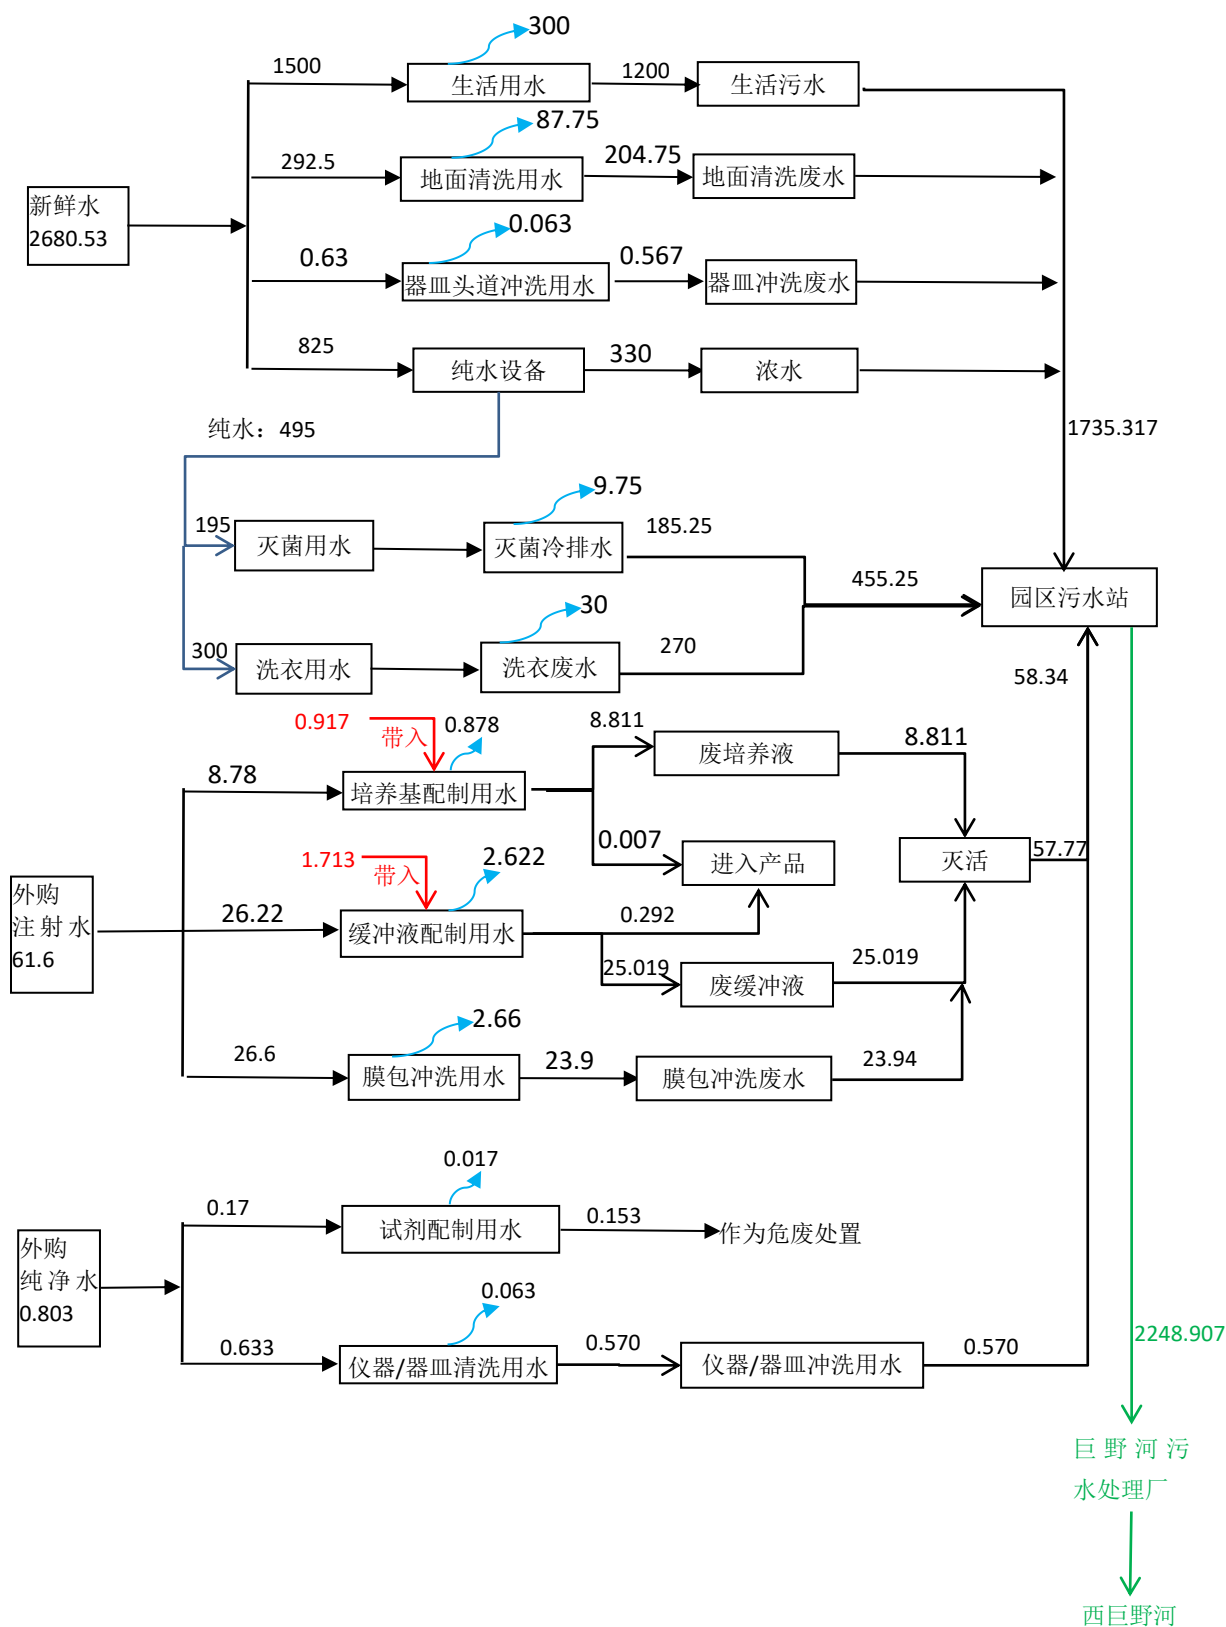 300
1500
生活用水
1200
生活污水
87.75
292.5
地面清洗用水
204.75
地面清洗废水
新鲜水
2680.53
0.063
0.63
器皿头道冲洗用水
0.567
器皿冲洗废水
825
纯水设备
330
浓水
纯水：495
1735.317
9.75
195
灭菌用水
灭菌冷排水
185.25
455.25
园区污水站
30
300
洗衣用水
洗衣废水
270
58.34
0.917
带入
0.878
8.811
废培养液
8.811
8.78
培养基配制用水
0.007
进入产品
灭活
57.77
1.713
带入
2.622
外购
注射水
61.6
26.22
缓冲液配制用水
0.292
25.019
废缓冲液
25.019
2.66
26.6
膜包冲洗用水
23.9
膜包冲洗废水
23.94
0.017
0.17
试剂配制用水
0.153
作为危废处置
外购
纯净水
0.803
0.063
0.633
仪器/器皿清洗用水
0.570
仪器/器皿冲洗用水
0.570
2248.907
巨野河污
水处理厂
西巨野河